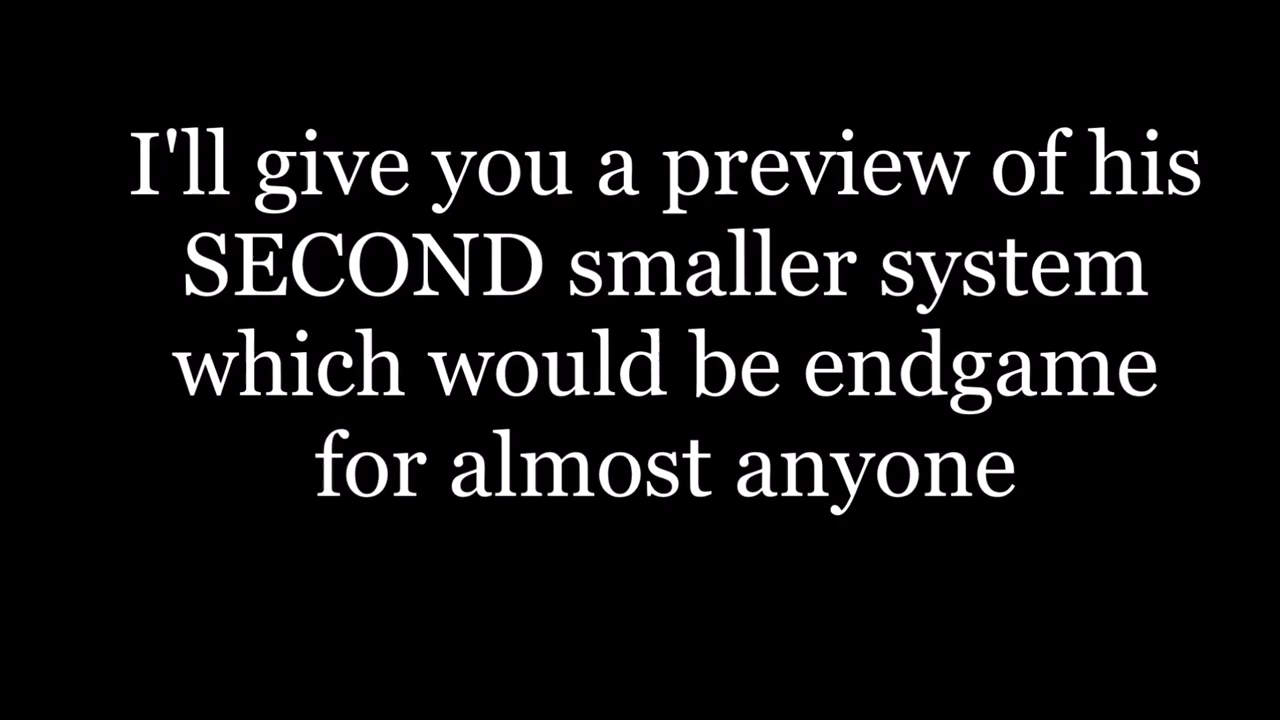 I'll give you a preview of his
SECOND smaller system
which would be endgame
for almost anyone